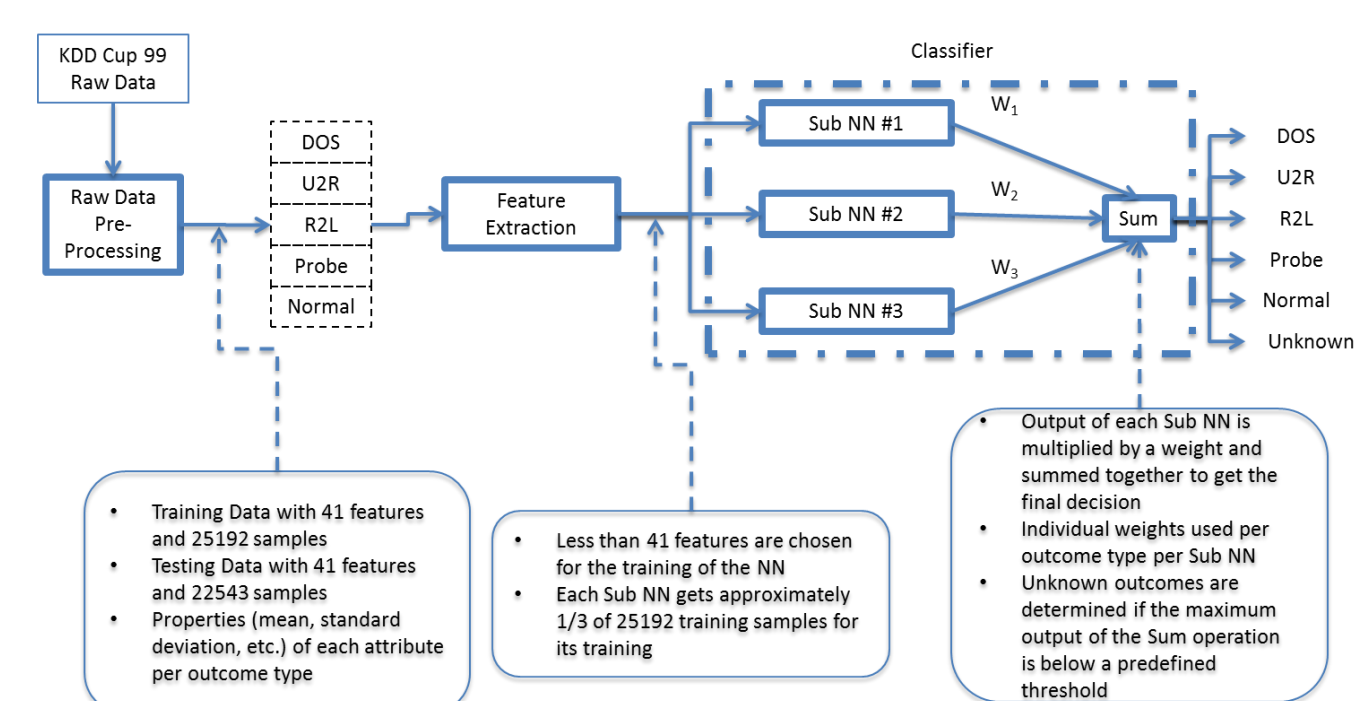 KDD Cup 99
Raw Data
Raw Data
Pre-
Processing
DOS
U2R
R2L
Probe
Normal
Feature
Extraction
Classifier
Sub NN #1
Sub NN #2
Sub NN #3
W1
W2
W3
Sum
DOS
U2R
R2L
Probe
Normal
Unknown
• Training Data with 41 features
and 25192 samples
• Testing Data with 41 features
and 22543 samples
• Properties (mean, standard
deviation, etc.) of each attribute
per outcome type
• Less than 41 features are chosen
for the training of the NN
• Each Sub NN gets approximately
1/3 of 25192 training samples for
its training
• Output of each Sub NN is
multiplied by a weight and
summed together to get the
final decision
• Individual weights used per
outcome type per Sub NN
• Unknown outcomes are
determined if the maximum
output of the Sum operation
is below a predefined
threshold